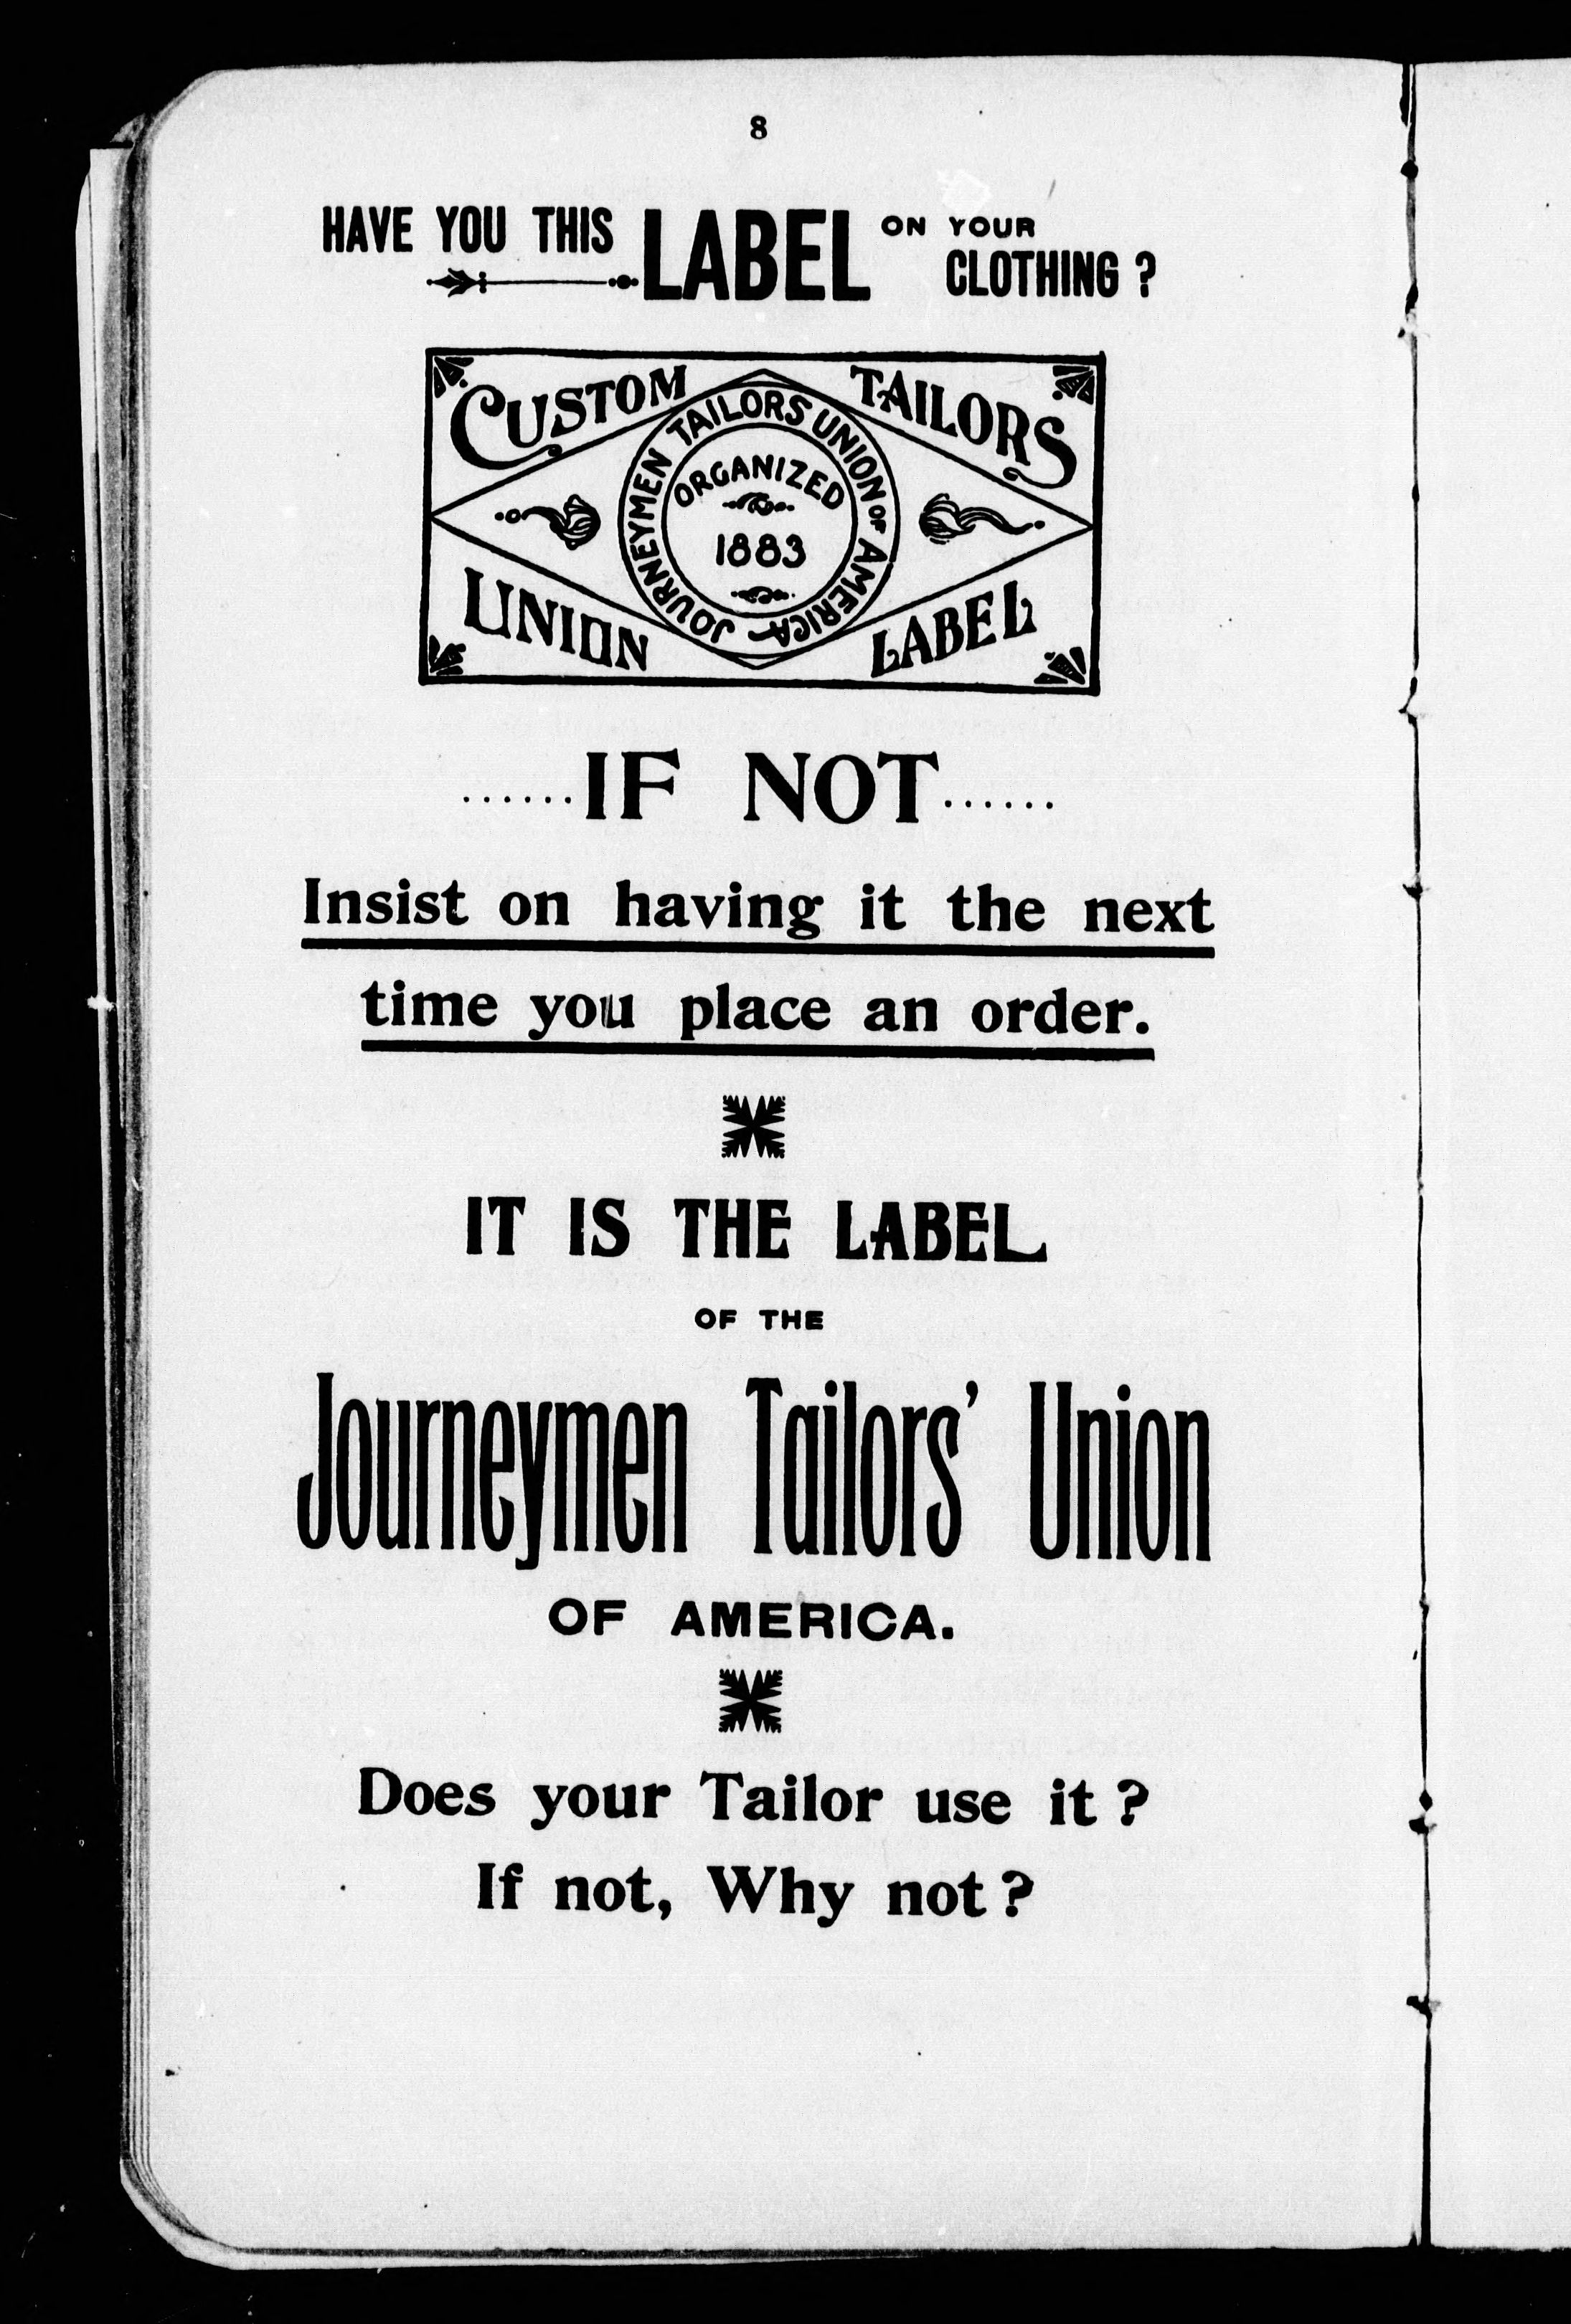 8
HAVE YOU THIS LABEL ON YOUR
CLOTHING ?
CUSTOM TAILORS
JOURNEYMEN TAILORS UNION OF AMERICA
ORGANIZED
1883
UNION LABEL
......IF NOT......
Insist on having it the next
time you place an order.
IT IS THE LABEL
OF THE
Journeymen Tailors' Union
OF AMERICA.
Does your Tailor use it ?
If not, Why not ?